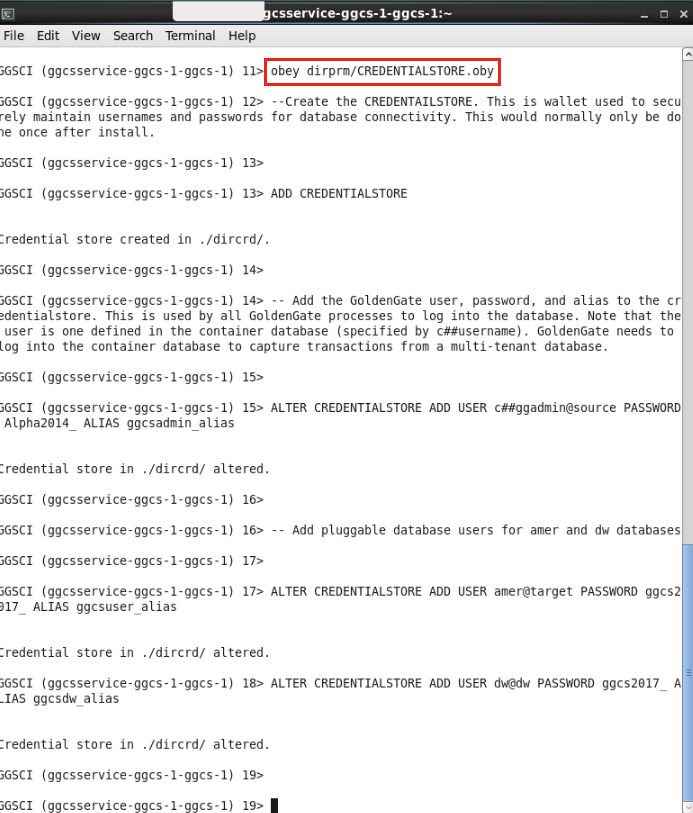 gcsservice-ggcs-1-ggcs-1:~
File Edit View Search Terminal Help
GGSCI (ggcsservice-ggcs-1-ggcs-1) 11> obey dirprm/CREDENTIALSTORE.oby
GGSCI (ggcsservice-ggcs-1-ggcs-1) 12> --Create the CREDENTAILSTORE. This is wallet used to secu
rely maintain usernames and passwords for database connectivity. This would normally only be do
ne once after install.
GGSCI (ggcsservice-ggcs-1-ggcs-1) 13>
GGSCI (ggcsservice-ggcs-1-ggcs-1) 13> ADD CREDENTIALSTORE
Credential store created in ./dircrd/.
GGSCI (ggcsservice-ggcs-1-ggcs-1) 14>
GGSCI (ggcsservice-ggcs-1-ggcs-1) 14> -- Add the GoldenGate user, password, and alias to the cr
edentialstore. This is used by all GoldenGate processes to log into the database. Note that the
user is one defined in the container database (specified by c##username). GoldenGate needs to
log into the container database to capture transactions from a multi-tenant database.
GGSCI (ggcsservice-ggcs-1-ggcs-1) 15>
GGSCI (ggcsservice-ggcs-1-ggcs-1) 15> ALTER CREDENTIALSTORE ADD USER c##ggadmin@source PASSWORD
Alpha2014_ ALIAS ggcsadmin_alias
Credential store in ./dircrd/ altered.
GGSCI (ggcsservice-ggcs-1-ggcs-1) 16>
GGSCI (ggcsservice-ggcs-1-ggcs-1) 16> -- Add pluggable database users for amer and dw databases
GGSCI (ggcsservice-ggcs-1-ggcs-1) 17>
GGSCI (ggcsservice-ggcs-1-ggcs-1) 17> ALTER CREDENTIALSTORE ADD USER amer@target PASSWORD ggcs2
017_ ALIAS ggcsuser_alias
Credential store in ./dircrd/ altered.
GGSCI (ggcsservice-ggcs-1-ggcs-1) 18> ALTER CREDENTIALSTORE ADD USER dw@dw PASSWORD ggcs2017_ A
LIAS ggcsdw_alias
Credential store in ./dircrd/ altered.
GGSCI (ggcsservice-ggcs-1-ggcs-1) 19>
GGSCI (ggcsservice-ggcs-1-ggcs-1) 19>